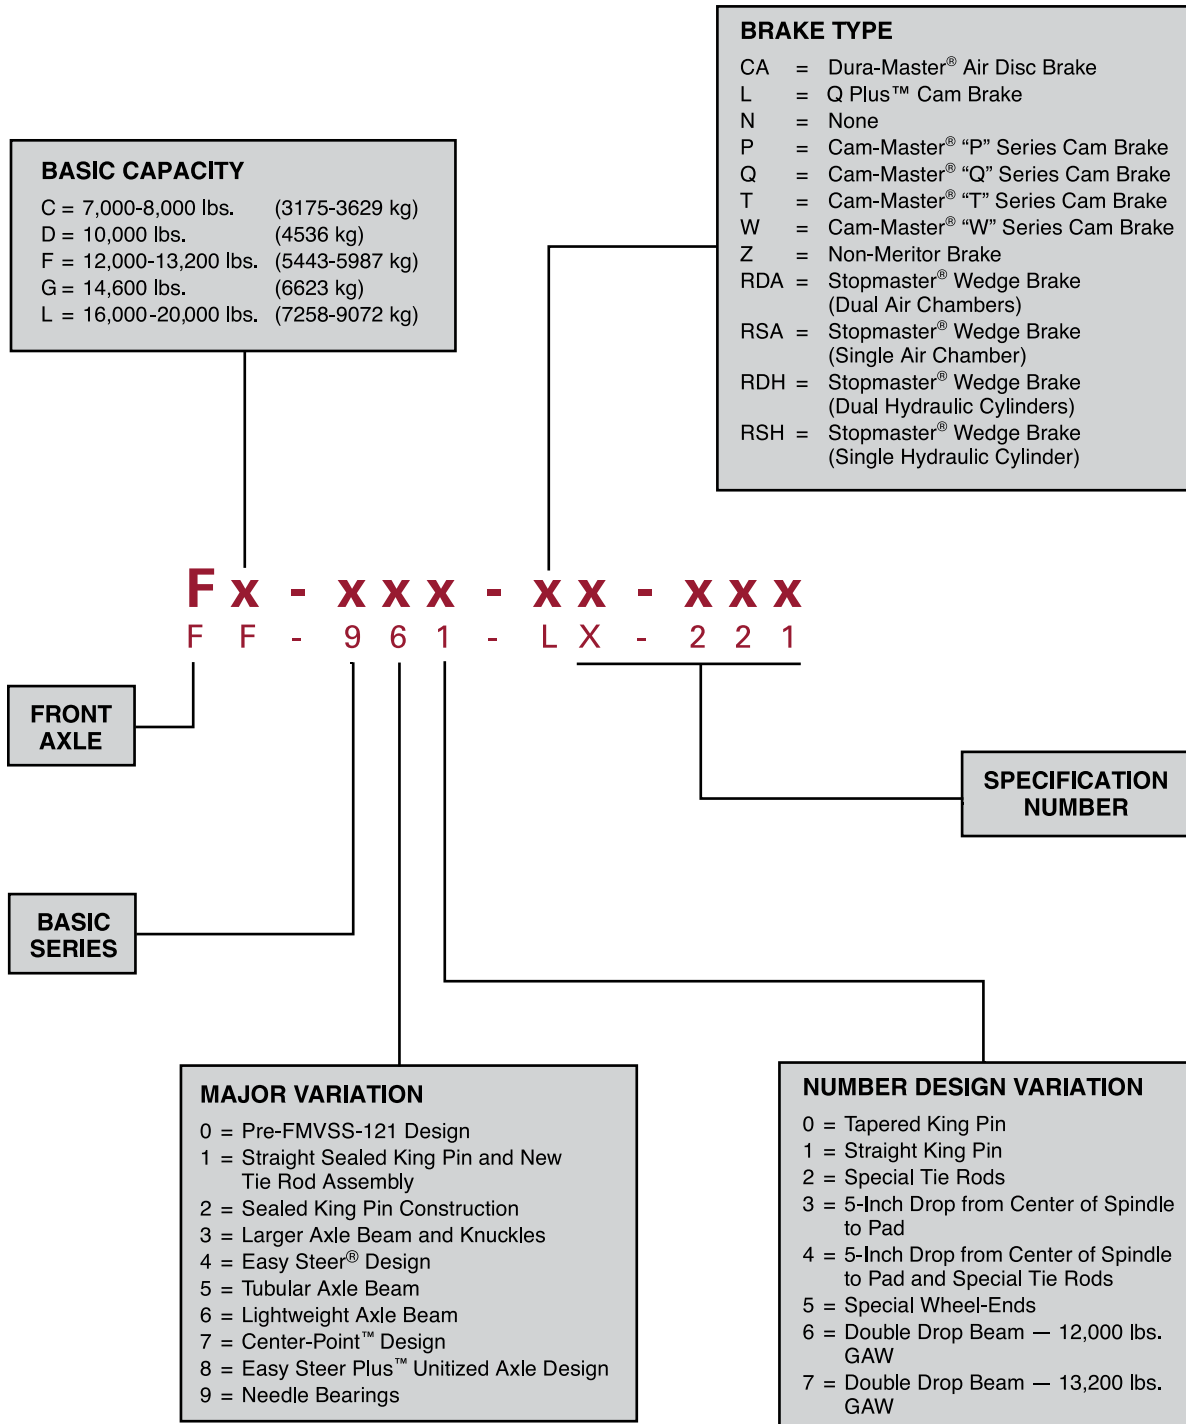 BRAKE TYPE
CA = Dura-Master® Air Disc Brake
L = Q Plus™ Cam Brake
N = None
P = Cam-Master® “P” Series Cam Brake
Q = Cam-Master® “Q” Series Cam Brake
T = Cam-Master® “T” Series Cam Brake
W = Cam-Master® “W” Series Cam Brake
Z = Non-Meritor Brake
RDA = Stopmaster® Wedge Brake
(Dual Air Chambers)
RSA = Stopmaster® Wedge Brake
(Single Air Chamber)
RDH = Stopmaster® Wedge Brake
(Dual Hydraulic Cylinders)
RSH = Stopmaster® Wedge Brake
(Single Hydraulic Cylinder)
BASIC CAPACITY
C = 7,000-8,000 lbs. (3175-3629 kg)
D = 10,000 lbs. (4536 kg)
F = 12,000-13,200 lbs. (5443-5987 kg)
G = 14,600 lbs. (6623 kg)
L = 16,000-20,000 lbs. (7258-9072 kg)
F x - x x x - x x - x x x
F F - 9 6 1 - L X - 2 2 1
FRONT
AXLE
SPECIFICATION
NUMBER
BASIC
SERIES
MAJOR VARIATION
0 = Pre-FMVSS-121 Design
1 = Straight Sealed King Pin and New
Tie Rod Assembly
2 = Sealed King Pin Construction
3 = Larger Axle Beam and Knuckles
4 = Easy Steer® Design
5 = Tubular Axle Beam
6 = Lightweight Axle Beam
7 = Center-Point™ Design
8 = Easy Steer Plus™ Unitized Axle Design
9 = Needle Bearings
NUMBER DESIGN VARIATION
0 = Tapered King Pin
1 = Straight King Pin
2 = Special Tie Rods
3 = 5-Inch Drop from Center of Spindle
to Pad
4 = 5-Inch Drop from Center of Spindle
to Pad and Special Tie Rods
5 = Special Wheel-Ends
6 = Double Drop Beam — 12,000 lbs.
GAW
7 = Double Drop Beam — 13,200 lbs.
GAW